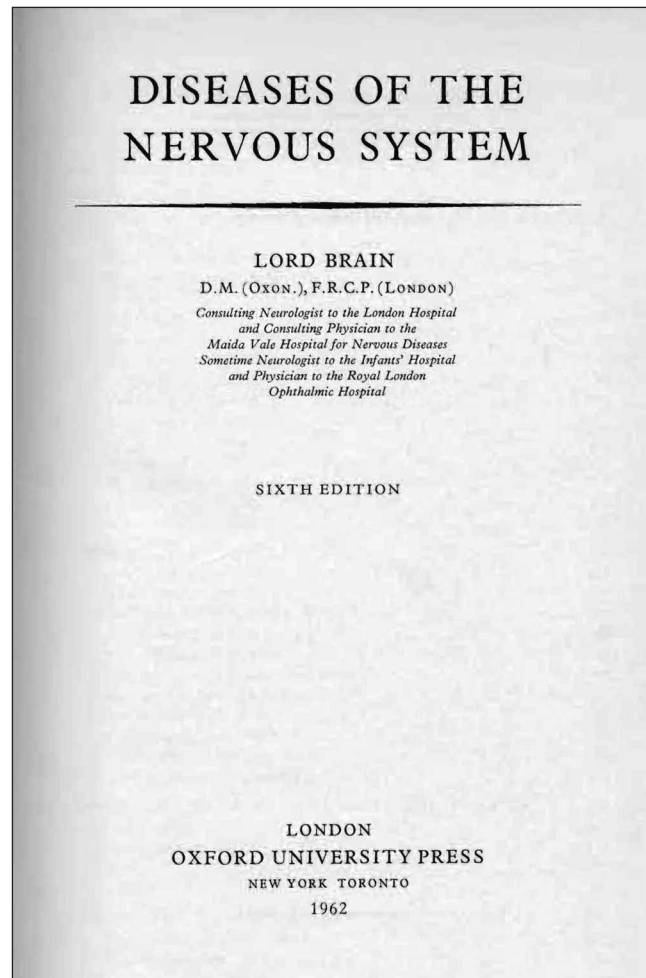 DISEASES OF THE
NERVOUS SYSTEM
LORD BRAIN
D.M. (OXON.), F.R.C.P. (LONDON)
Consulting Neurologist to the London Hospital
and Consulting Physician to the
Maida Vale Hospital for Nervous Diseases
Sometime Neurologist to the Infants' Hospital
and Physician to the Royal London
Ophthalmic Hospital
SIXTH EDITION
LONDON
OXFORD UNIVERSITY PRESS
NEW YORK TORONTO
1962